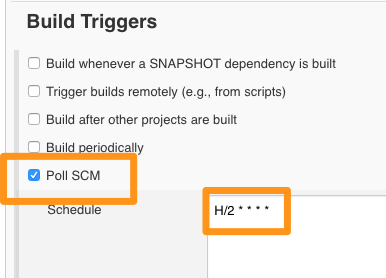 Build Triggers
Build whenever a SNAPSHOT dependency is built
Trigger builds remotely (e.g., from scripts)
Build after other projects are built
Build periodically
Poll SCM
Schedule
H/2 * * * *